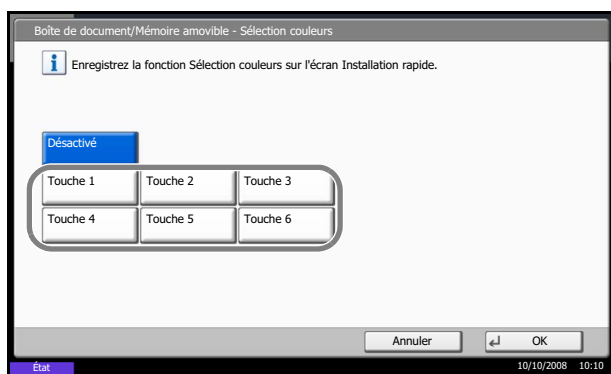 Boîte de document/Mémoire amovible - Sélection couleurs
Enregistrez la fonction Sélection couleurs sur l'écran Installation rapide.
Désactivé
Touche 1 Touche 2 Touche 3
Touche 4 Touche 5 Touche 6
Annuler OK
État 10/10/2008 10:10